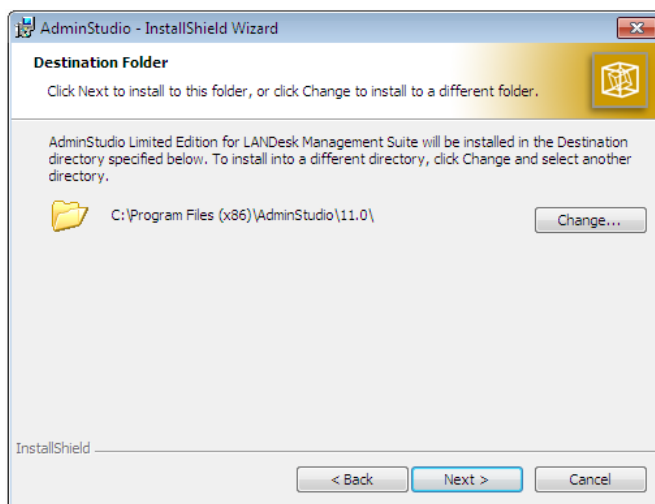 AdminStudio - InstallShield Wizard
Destination Folder
Click Next to install to this folder, or click Change to install to a different folder.
AdminStudio Limited Edition for LANDesk Management Suite will be installed in the Destination
directory specified below. To install into a different directory, click Change and select another
directory.
C:\Program Files (x86)\AdminStudio\11.0\
Change...
InstallShield
< Back
Next >
Cancel